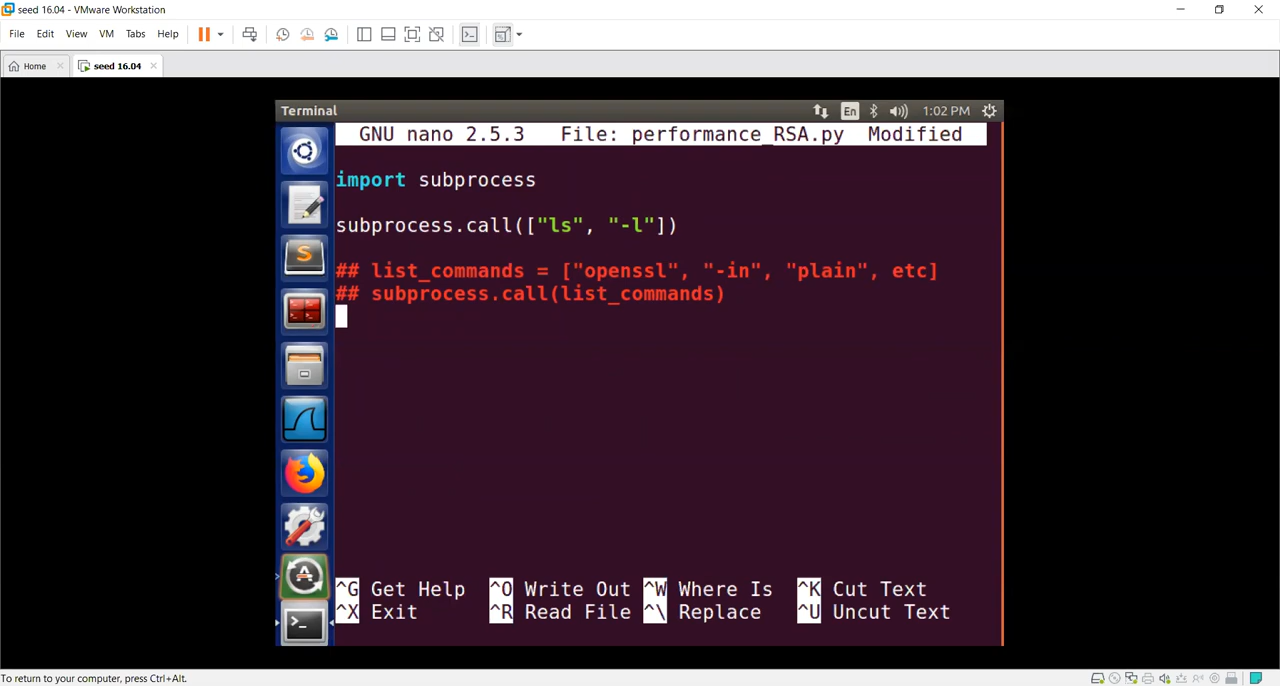 seed 16.04 - VMware Workstation
File Edit View VM Tabs Help
Home seed 16.04
Terminal En 1:02 PM
GNU nano 2.5.3 File: performance_RSA.py Modified
import subprocess
subprocess.call(["ls", "-l"])
## list_commands = ["openssl", "-in", "plain", etc]
## subprocess.call(list_commands)
^G Get Help ^O Write Out ^W Where Is ^K Cut Text
^X Exit ^R Read File ^\ Replace ^U Uncut Text
To return to your computer, press Ctrl+Alt.